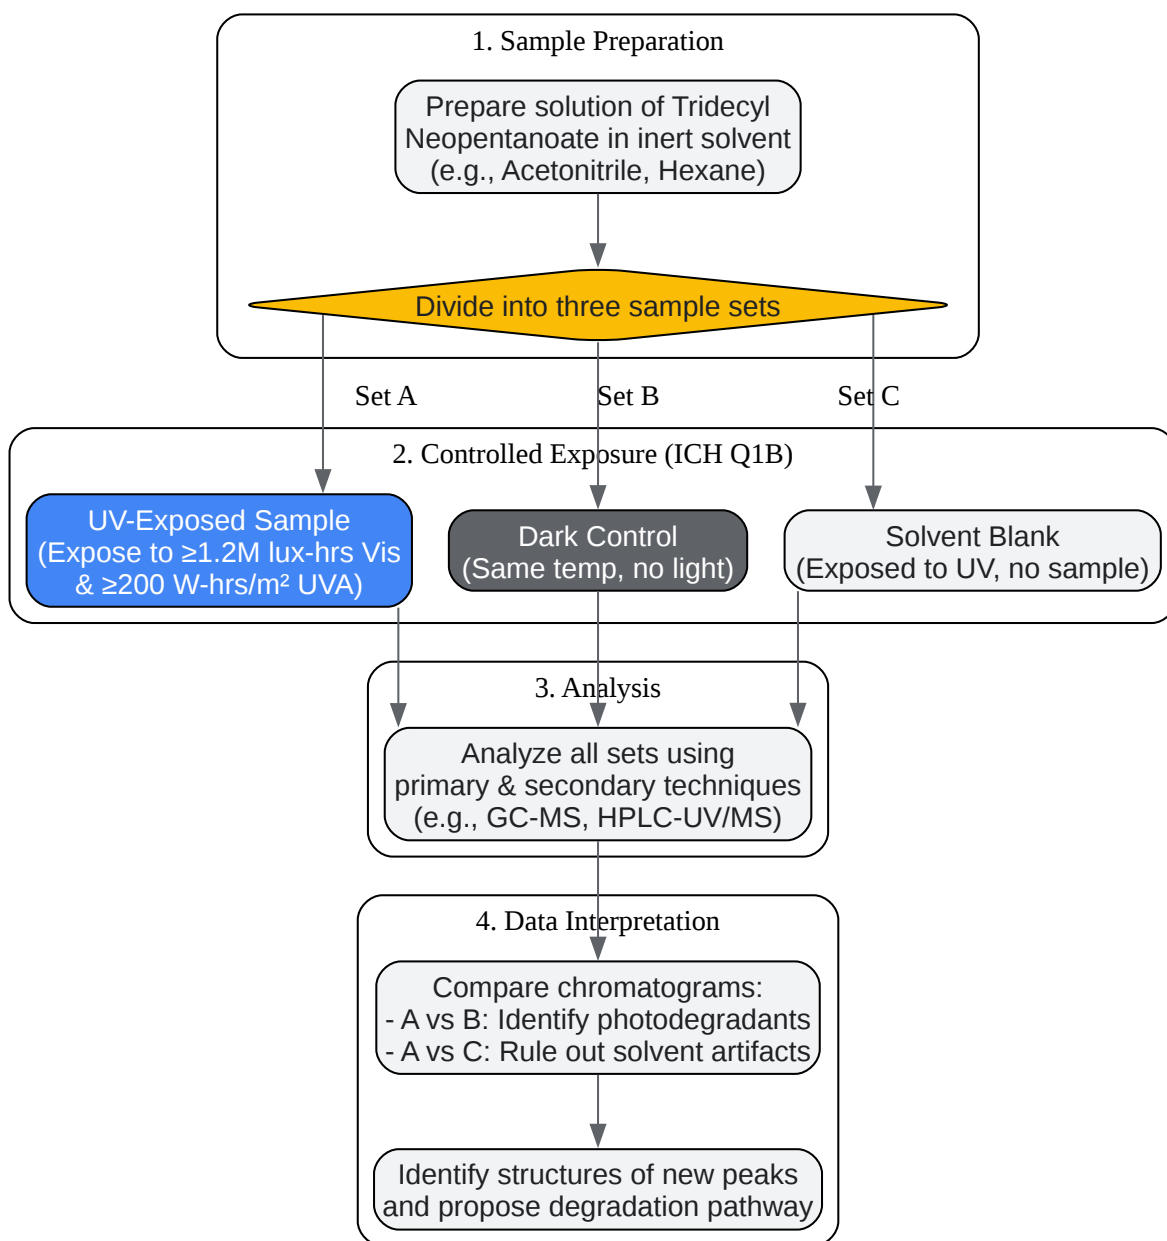 1. Sample Preparation
Prepare solution of Tridecyl
Neopentanoate in inert solvent
(e.g., Acetonitrile, Hexane)
Divide into three sample sets
Set A
Set B
Set C
2. Controlled Exposure (ICH Q1B)
UV-Exposed Sample
(Expose to ≥1.2M lux-hrs Vis
& ≥200 W-hrs/m² UVA)
Dark Control
(Same temp, no light)
Solvent Blank
(Exposed to UV, no sample)
3. Analysis
Analyze all sets using
primary & secondary techniques
(e.g., GC-MS, HPLC-UV/MS)
4. Data Interpretation
Compare chromatograms:
- A vs B: Identify photodegradants
- A vs C: Rule out solvent artifacts
Identify structures of new peaks
and propose degradation pathway